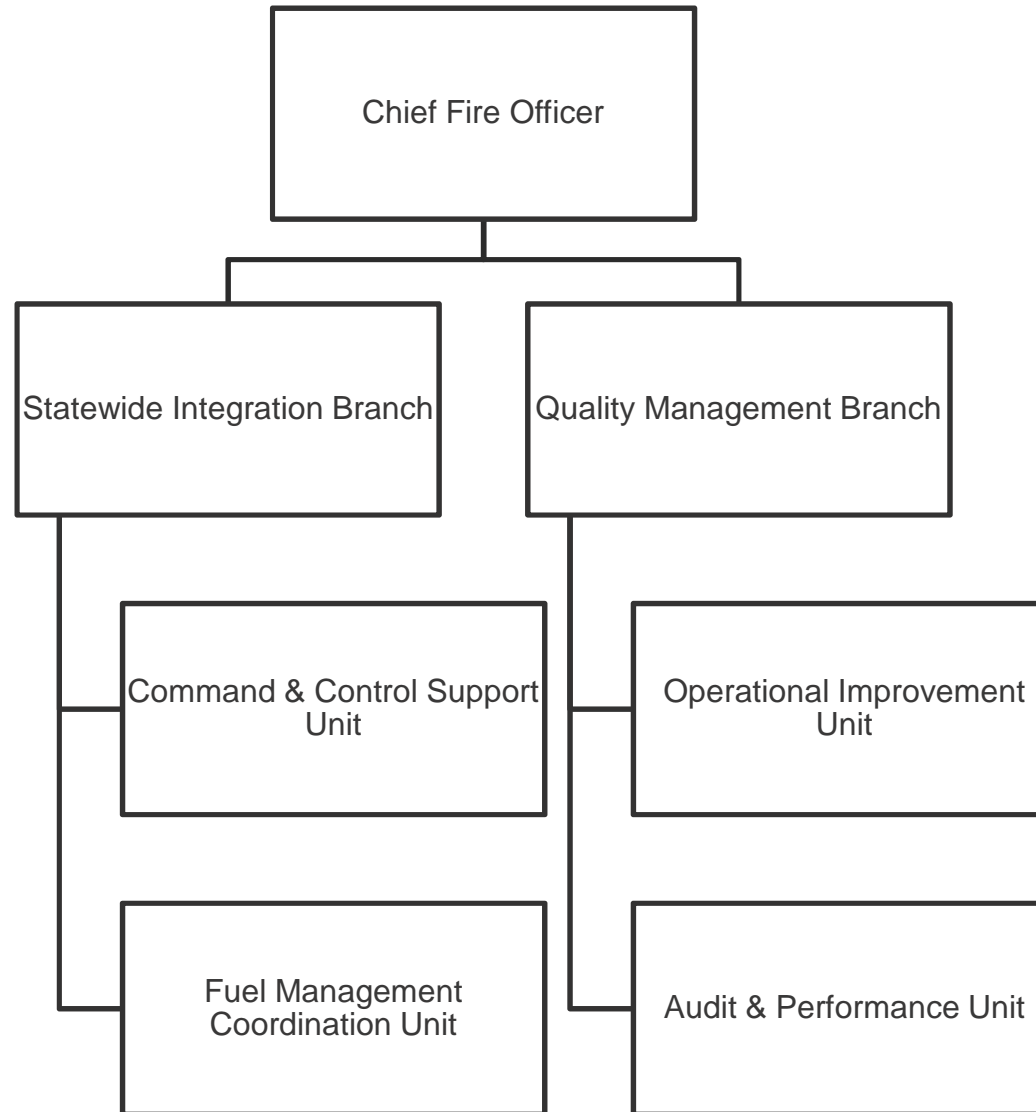 Chief Fire Officer
Statewide Integration Branch
Quality Management Branch
Command & Control Support
Unit
Operational Improvement
Unit
Fuel Management
Coordination Unit
Audit & Performance Unit